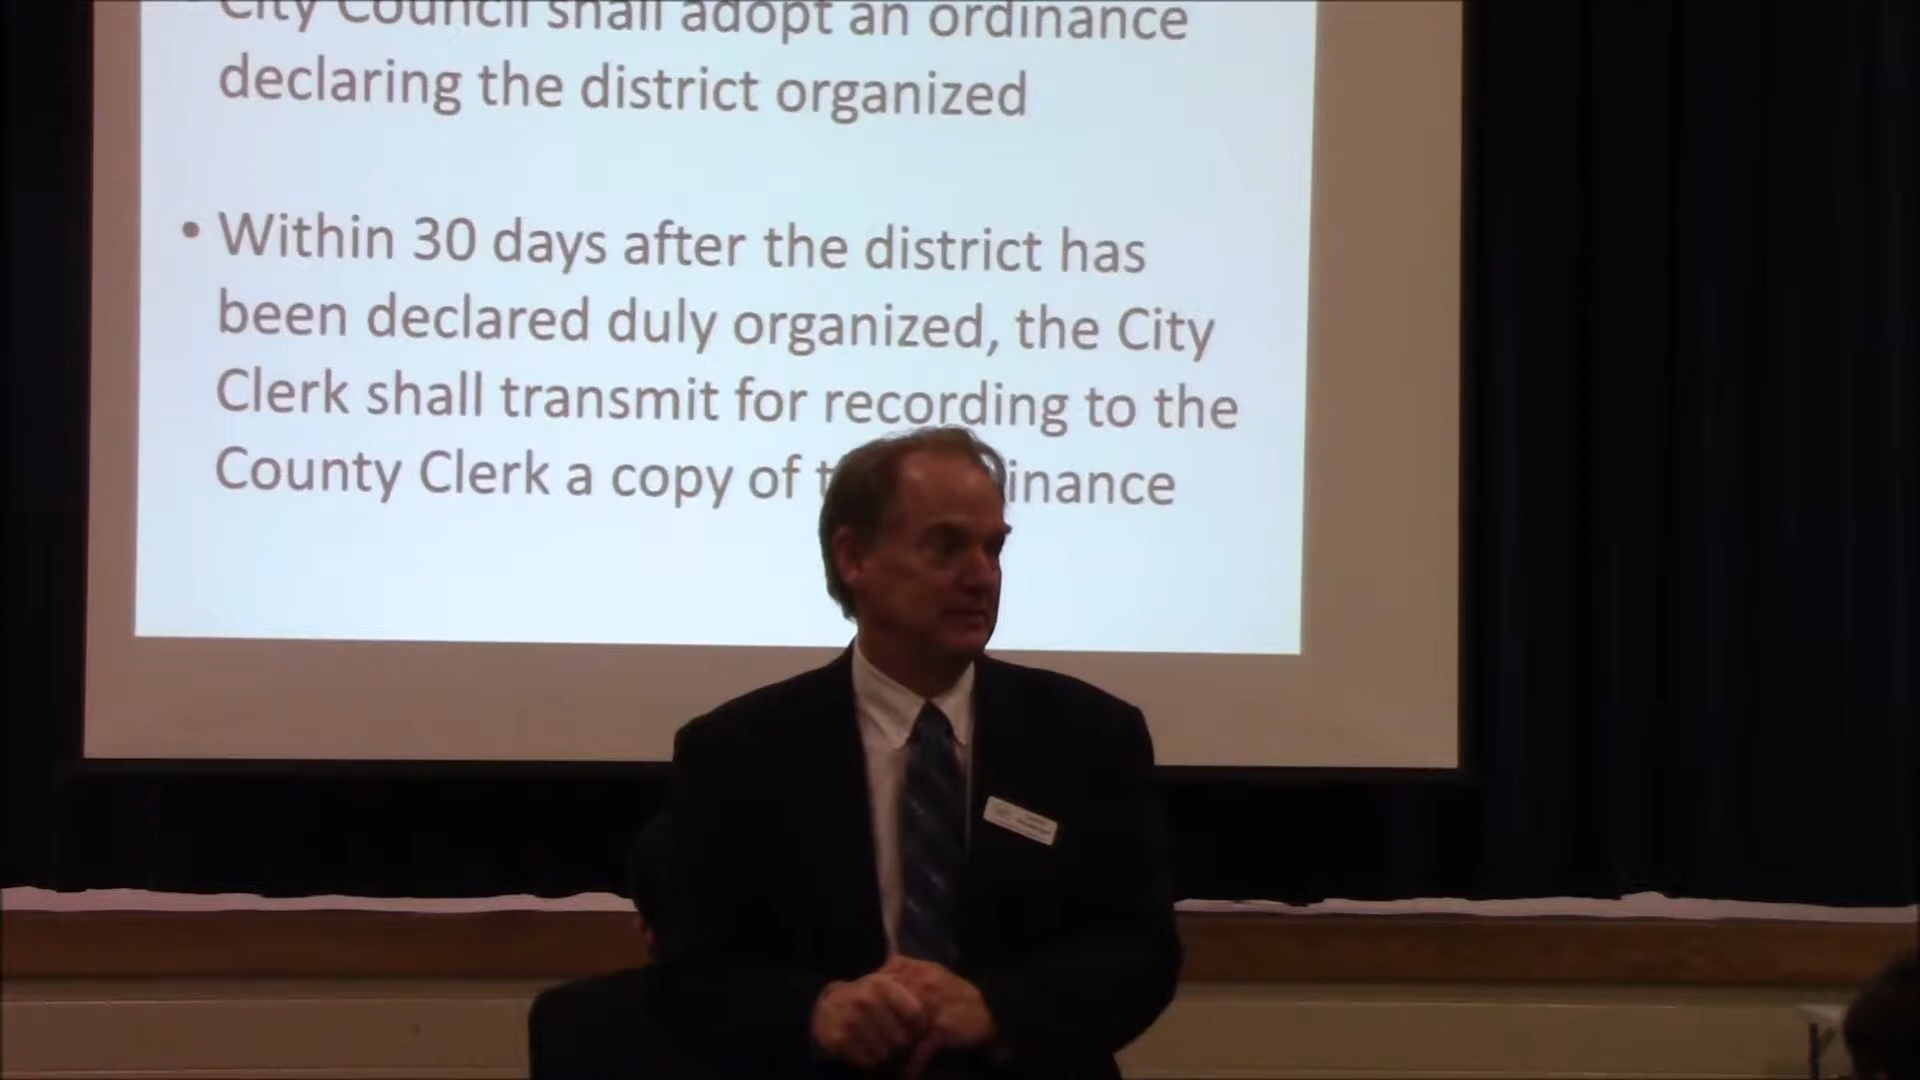 City Council shall adopt an ordinance
declaring the district organized
• Within 30 days after the district has
been declared duly organized, the City
Clerk shall transmit for recording to the
County Clerk a copy of inance